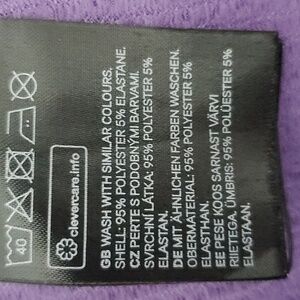 40
clevercare.info
GB WASH WITH SIMILAR COLOURS.
SHELL: 95% POLYESTER 5% ELASTANE.
CZ PERTE S PODOBNÝMI BARVAMI.
SVRCHNÍ LÁTKA: 95% POLYESTER 5%
ELASTAN.
DE MIT ÄHNLICHEN FARBEN WASCHEN.
OBERMATERIAL: 95% POLYESTER 5%
ELASTHAN.
EE PESE KOOS SARNAST VÄRVI
RIIETEGA. ÜMBRIS: 95% POLÜESTER 5%
ELASTAAN.